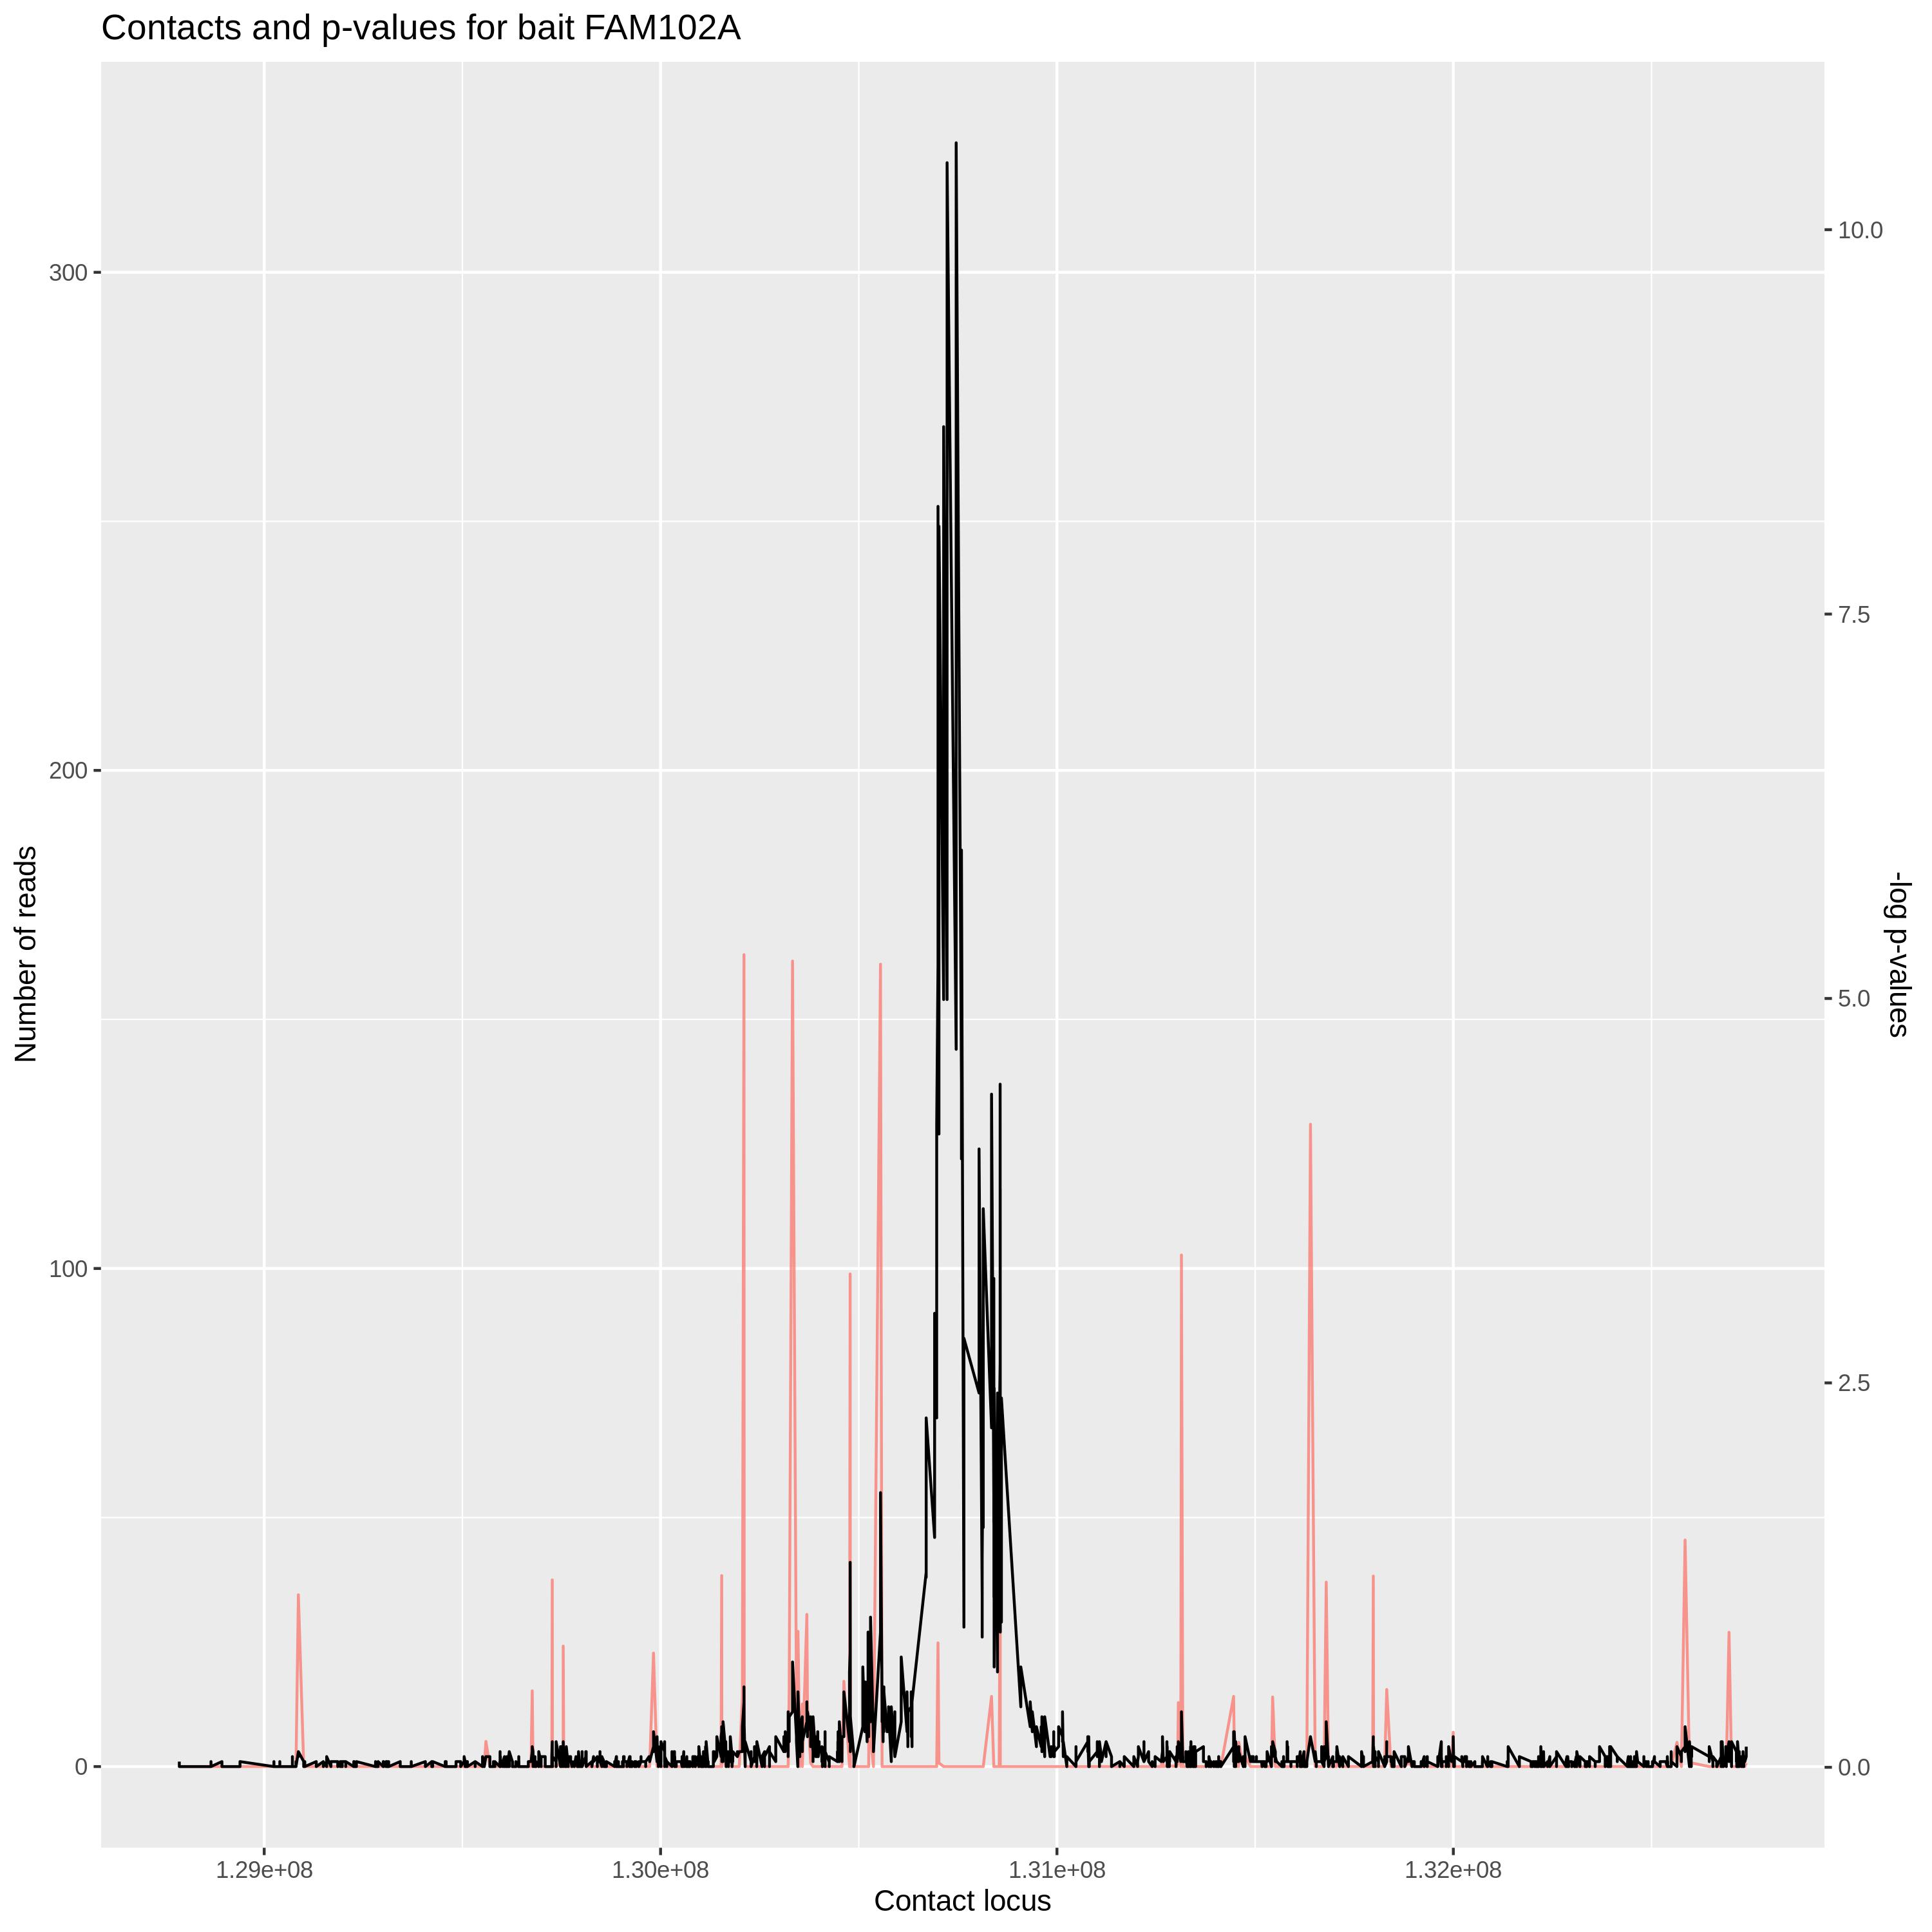 Contacts and p-values for bait FAM102A
Number of reads
300
200
100
0
10.0
7.5
5.0
2.5
0.0
-log p-values
1.29e+08
1.30e+08
1.31e+08
1.32e+08
Contact locus